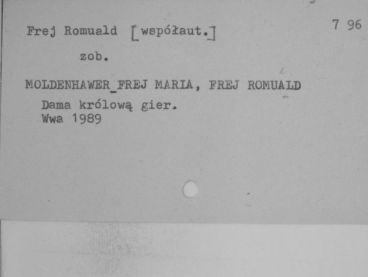 Frej Romuald [współaut.] 7 96
zob.
MOLDENHAWER_FREJ MARIA, FREJ ROMUALD
Dama królową gier.
Wwa 1989